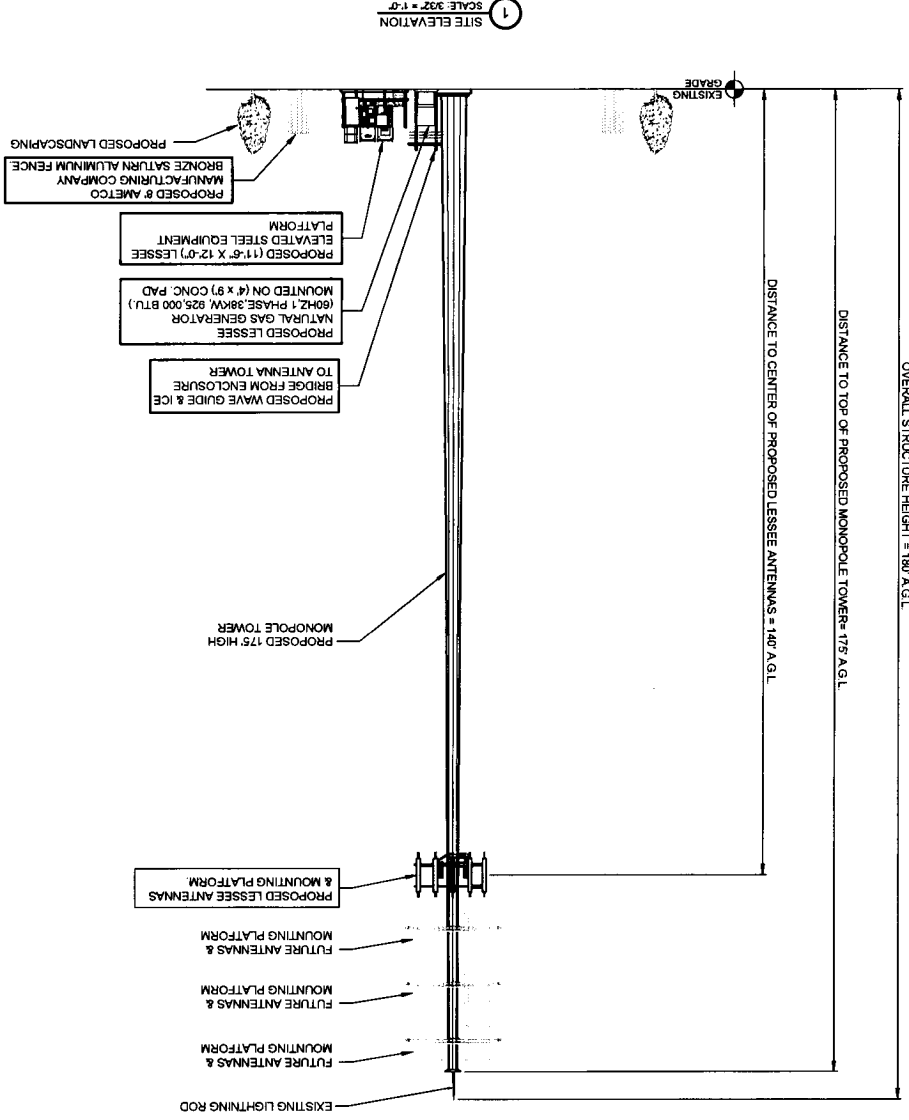 EXISTING LIGHTNING ROD
FUTURE ANTENNAS &
MOUNTING PLATFORM
FUTURE ANTENNAS &
MOUNTING PLATFORM
FUTURE ANTENNAS &
MOUNTING PLATFORM
PROPOSED LESSEE ANTENNAS
& MOUNTING PLATFORM.
PROPOSED 175' HIGH
MONOPOLE TOWER
PROPOSED WAVE GUIDE & ICE
BRIDGE FROM ENCLOSURE
TO ANTENNA TOWER
PROPOSED LESSEE
NATURAL GAS GENERATOR
(60HZ,1 PHASE,38KW, 925,000 BTU.)
MOUNTED ON (4' x 9') CONC. PAD
PROPOSED (11'-6" X 12'-0") LESSEE
ELEVATED STEEL EQUIPMENT
PLATFORM
PROPOSED 8' AMETCO
MANUFACTURING COMPANY
BRONZE SATURN ALUMINUM FENCE.
PROPOSED LANDSCAPING
OVERALL STRUCTURE HEIGHT = 180' A.G.L.
DISTANCE TO TOP OF PROPOSED MONOPOLE TOWER= 175' A.G.L.
DISTANCE TO CENTER OF PROPOSED LESSEE ANTENNAS = 140' A.G.L.
EXISTING
GRADE
1
SITE ELEVATION
SCALE: 3/32" = 1'-0"